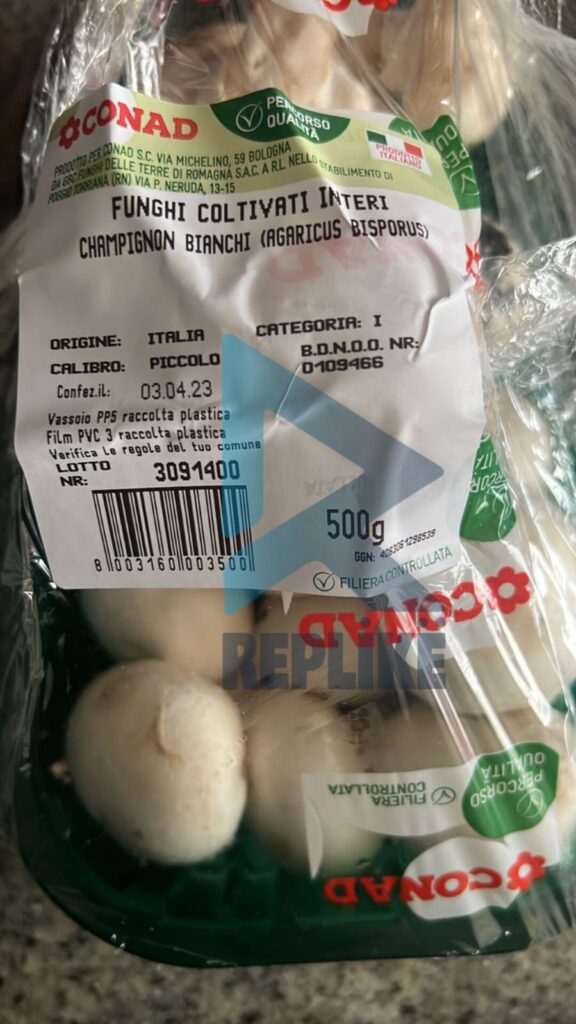 CONAD
PERCORSO
QUALITÀ
PRODOTTO
ITALIANO
PRODOTTO PER CONAD S.C. VIA MICHELINO, 59 BOLOGNA
DA GBC FUNGHI DELLE TERRE DI ROMAGNA S.A.C. A R.L. NELLO STABILIMENTO DI
POGGIO TORRIANA (RN) VIA P. NERUDA, 13-15
FUNGHI COLTIVATI INTERI
CHAMPIGNON BIANCHI (AGARICUS BISPORUS)
ORIGINE: ITALIA
CATEGORIA: I
CALIBRO: PICCOLO
B.D.N.O.O. NR:
D109466
Confez.il: 03.04.23
Vassoio PP5 raccolta plastica
Film PVC 3 raccolta plastica
Verifica le regole del tuo comune
LOTTO
NR: 3091400
500g
GGN: 4063061298539
8 003160 003500
FILIERA CONTROLLATA
CONAD
REPLIKE
FILIERA
CONTROLLATA
PERCORSO
QUALITÀ
CONAD